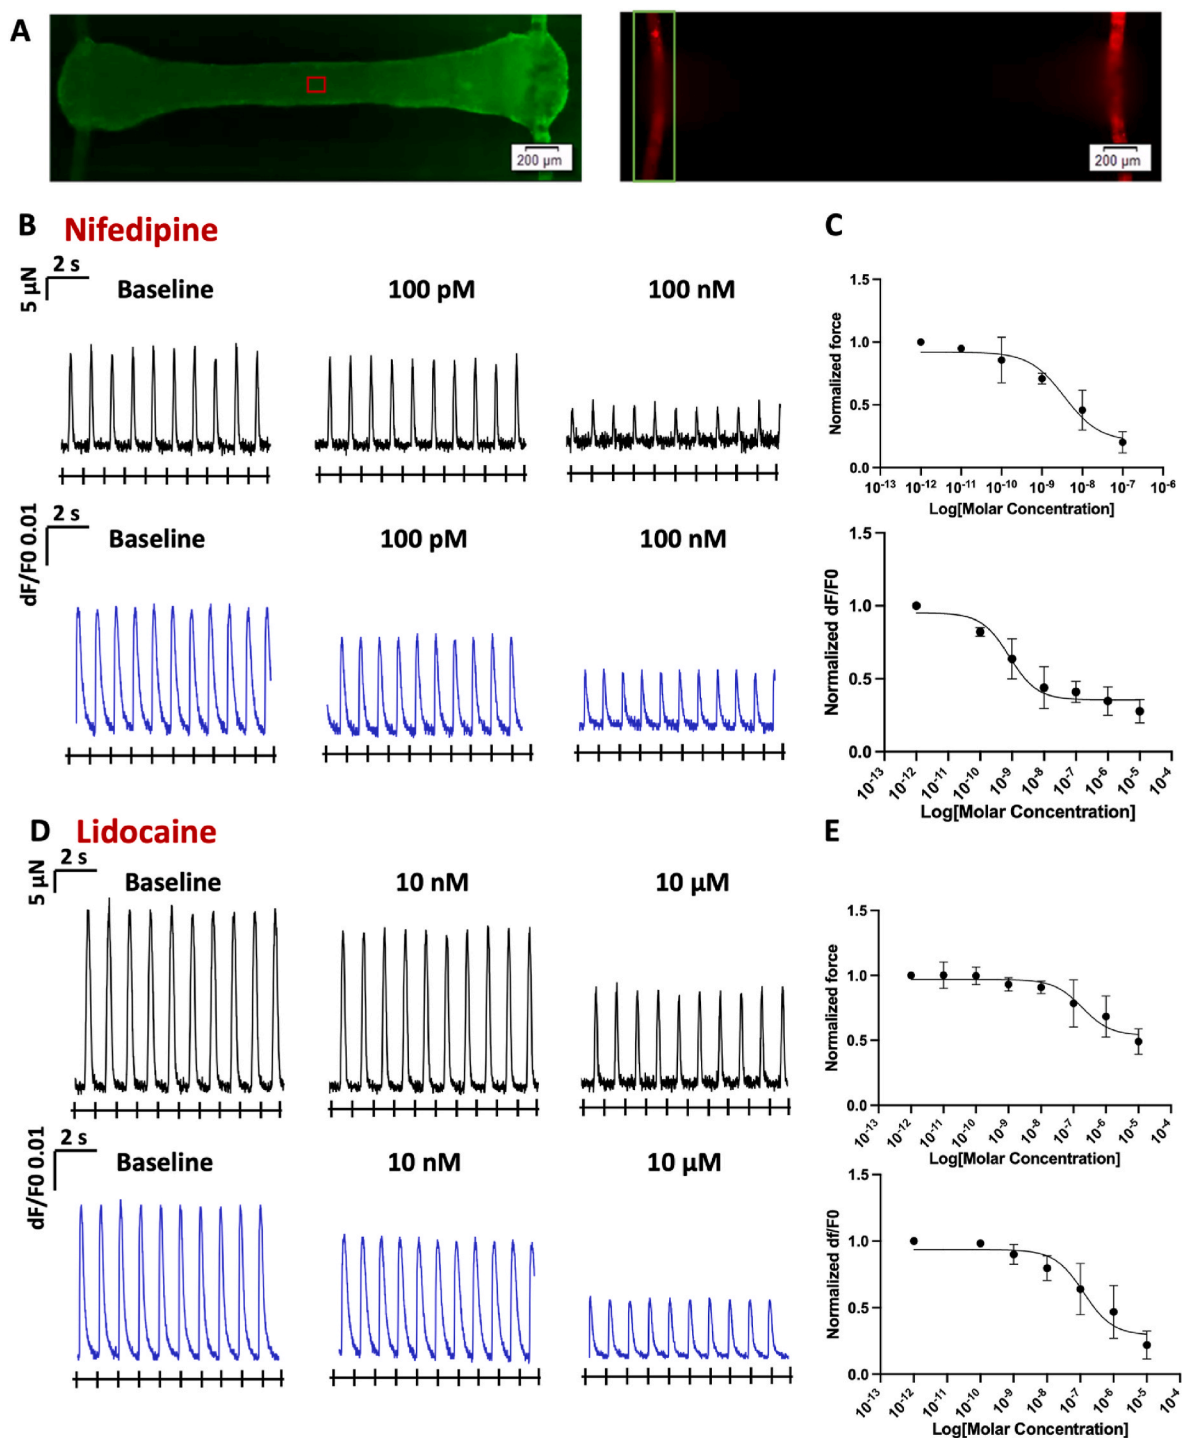 A
200 µm
200 µm
B Nifedipine
C
5 µN
2 s
Baseline
100 pM
100 nM
dF/F0 0.01
2 s
Baseline
100 pM
100 nM
Normalized force
1.5
1.0
0.5
0.0
10-13 10-12 10-11 10-10 10-9 10-8 10-7 10-6
Log[Molar Concentration]
Normalized dF/F0
1.5
1.0
0.5
0.0
10-13 10-12 10-10 10-9 10-8 10-7 10-6 10-5 10-4
Log[Molar Concentration]
D Lidocaine
E
5 µN
2 s
Baseline
10 nM
10 µM
dF/F0 0.01
2 s
Baseline
10 nM
10 µM
Normalized force
1.5
1.0
0.5
0.0
10-13 10-12 10-11 10-10 10-9 10-8 10-7 10-6 10-5 10-4
Log[Molar Concentration]
Normalized df/F0
1.5
1.0
0.5
0.0
10-13 10-12 10-11 10-10 10-9 10-8 10-7 10-6 10-5 10-4
Log[Molar Concentration]